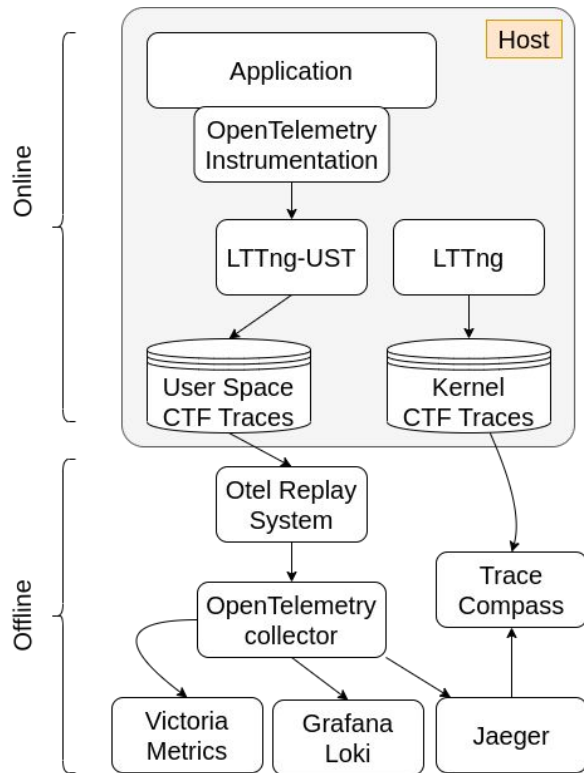 Host
Application
OpenTelemetry
Instrumentation
Online
LTTng-UST
LTTng
User Space
CTF Traces
Kernel
CTF Traces
Otel Replay
System
Offline
OpenTelemetry
collector
Trace
Compass
Victoria
Metrics
Grafana
Loki
Jaeger